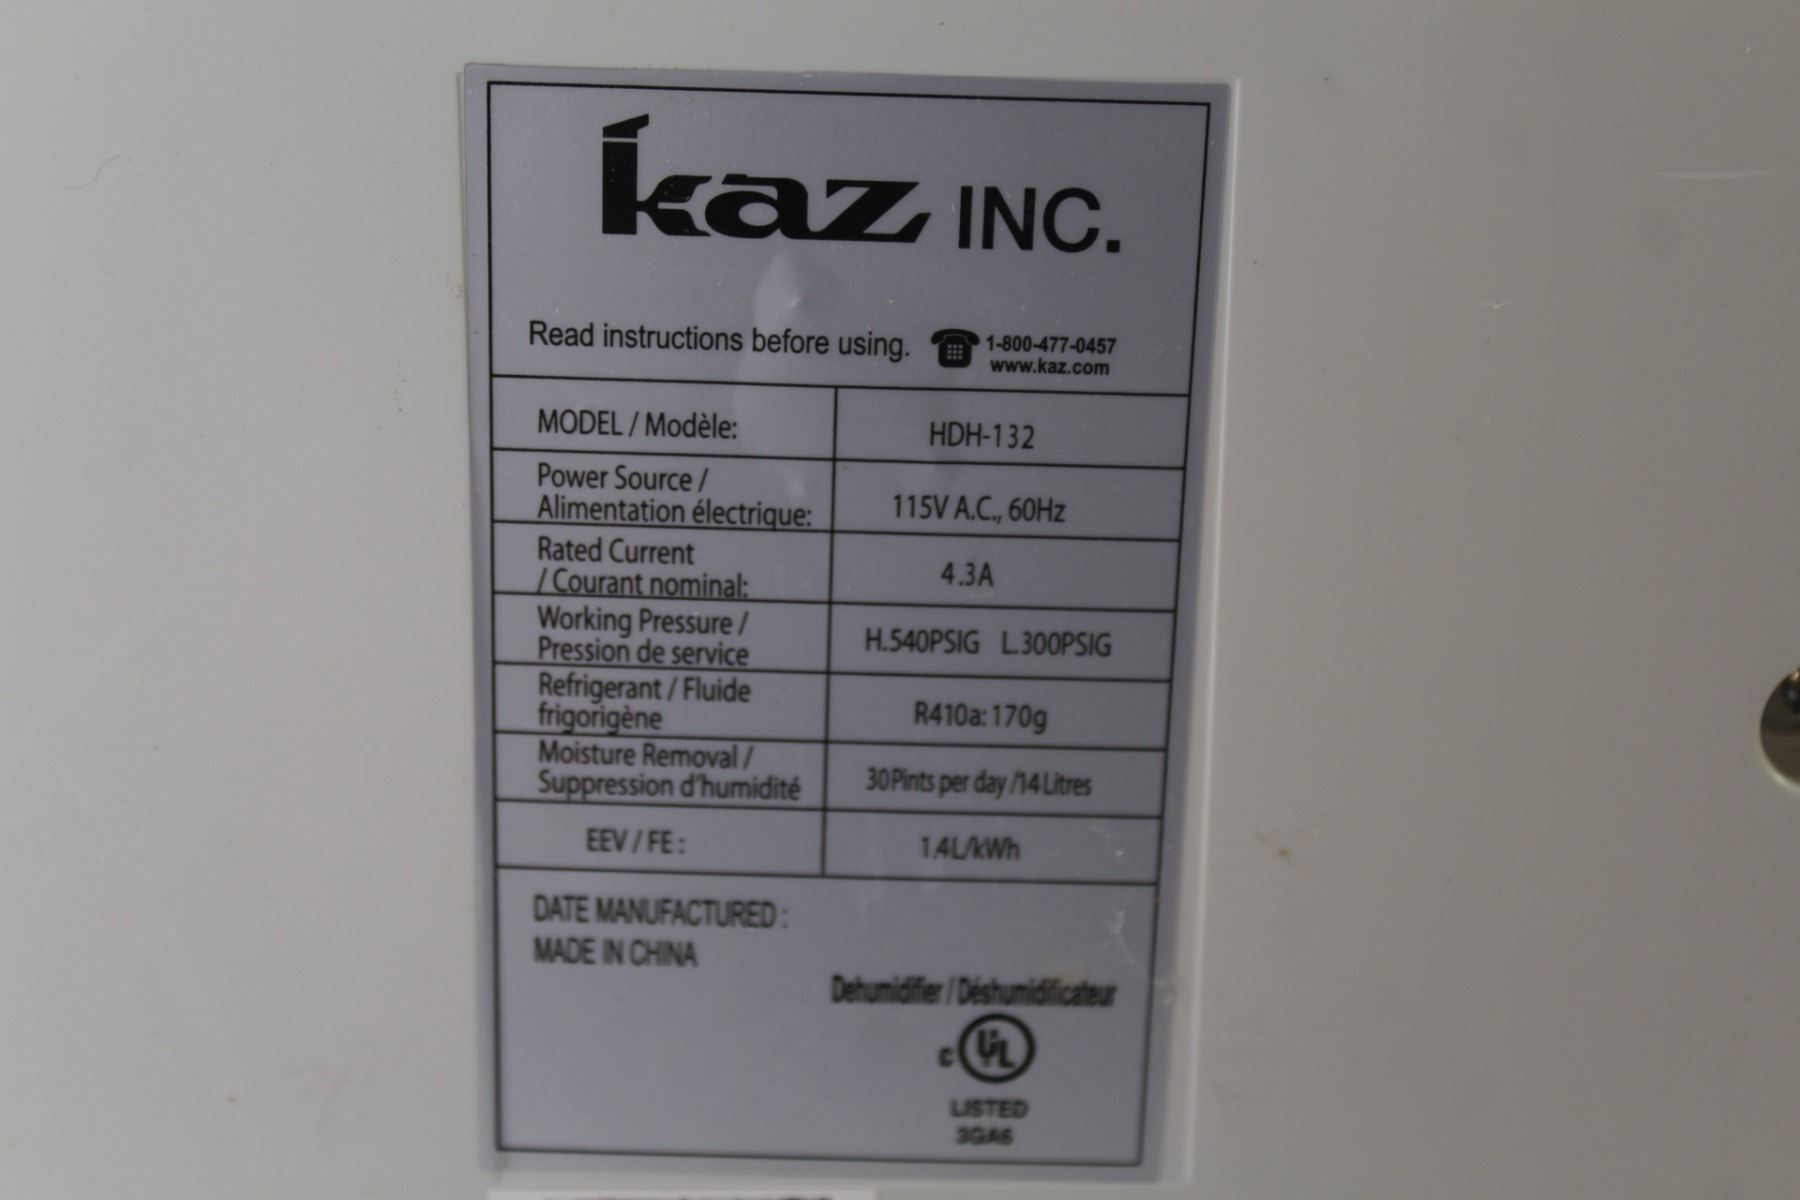 kaz INC.
Read instructions before using. 1-800-477-0457
www.kaz.com
MODEL / Modèle: HDH-132
Power Source /
Alimentation électrique: 115V A.C., 60Hz
Rated Current
/ Courant nominal: 4.3A
Working Pressure /
Pression de service H.540PSIG L.300PSIG
Refrigerant / Fluide
frigorigène R410a: 170g
Moisture Removal /
Suppression d'humidité 30 Pints per day /14 Litres
EEV / FE : 1.4L/kWh
DATE MANUFACTURED :
MADE IN CHINA
Dehumidifier / Déshumidificateur
c UL
LISTED
3GA6